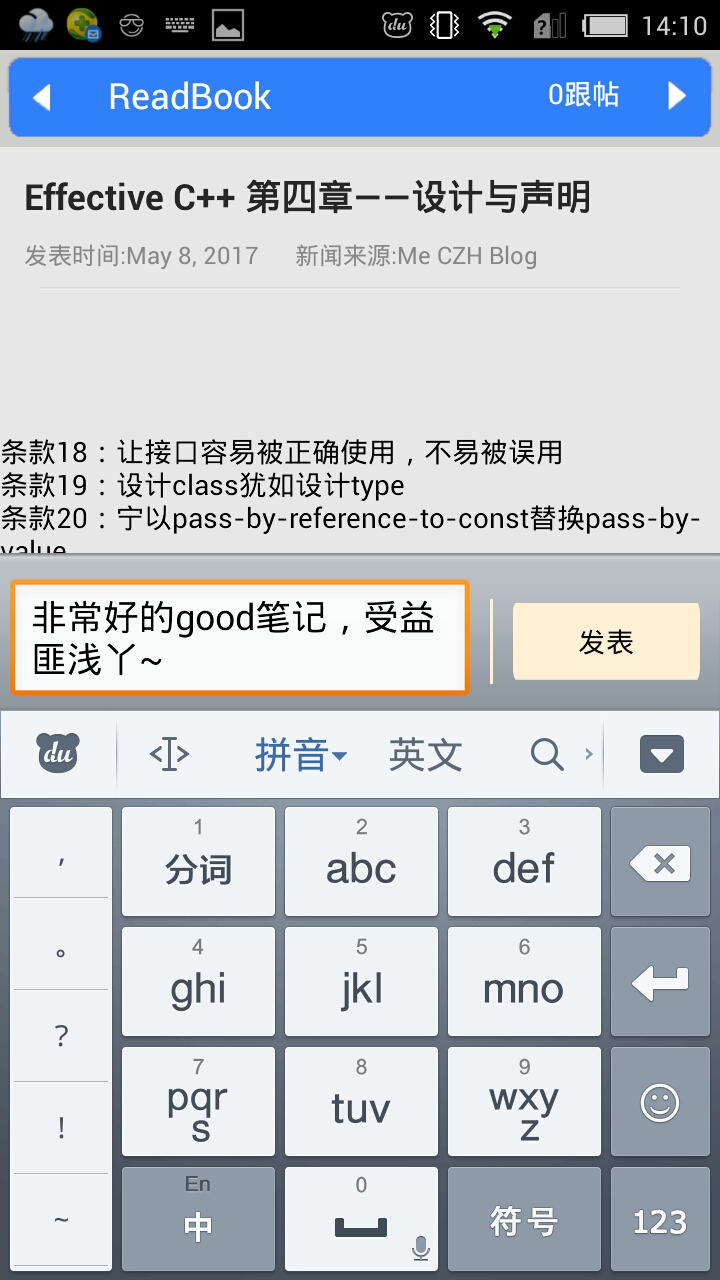 14:10
ReadBook 0跟帖
Effective C++ 第四章——设计与声明
发表时间:May 8, 2017 新闻来源:Me CZH Blog
条款18：让接口容易被正确使用，不易被误用
条款19：设计class犹如设计type
条款20：宁以pass-by-reference-to-const替换pass-by-
value
非常好的good笔记，受益
匪浅丫~
发表
du 拼音 英文
, 1 2 3
分词 abc def
。 4 5 6
ghi jkl mno
? 7 8 9
pqr tuv wxy
s z
! 
~ En 0
中 符号 123